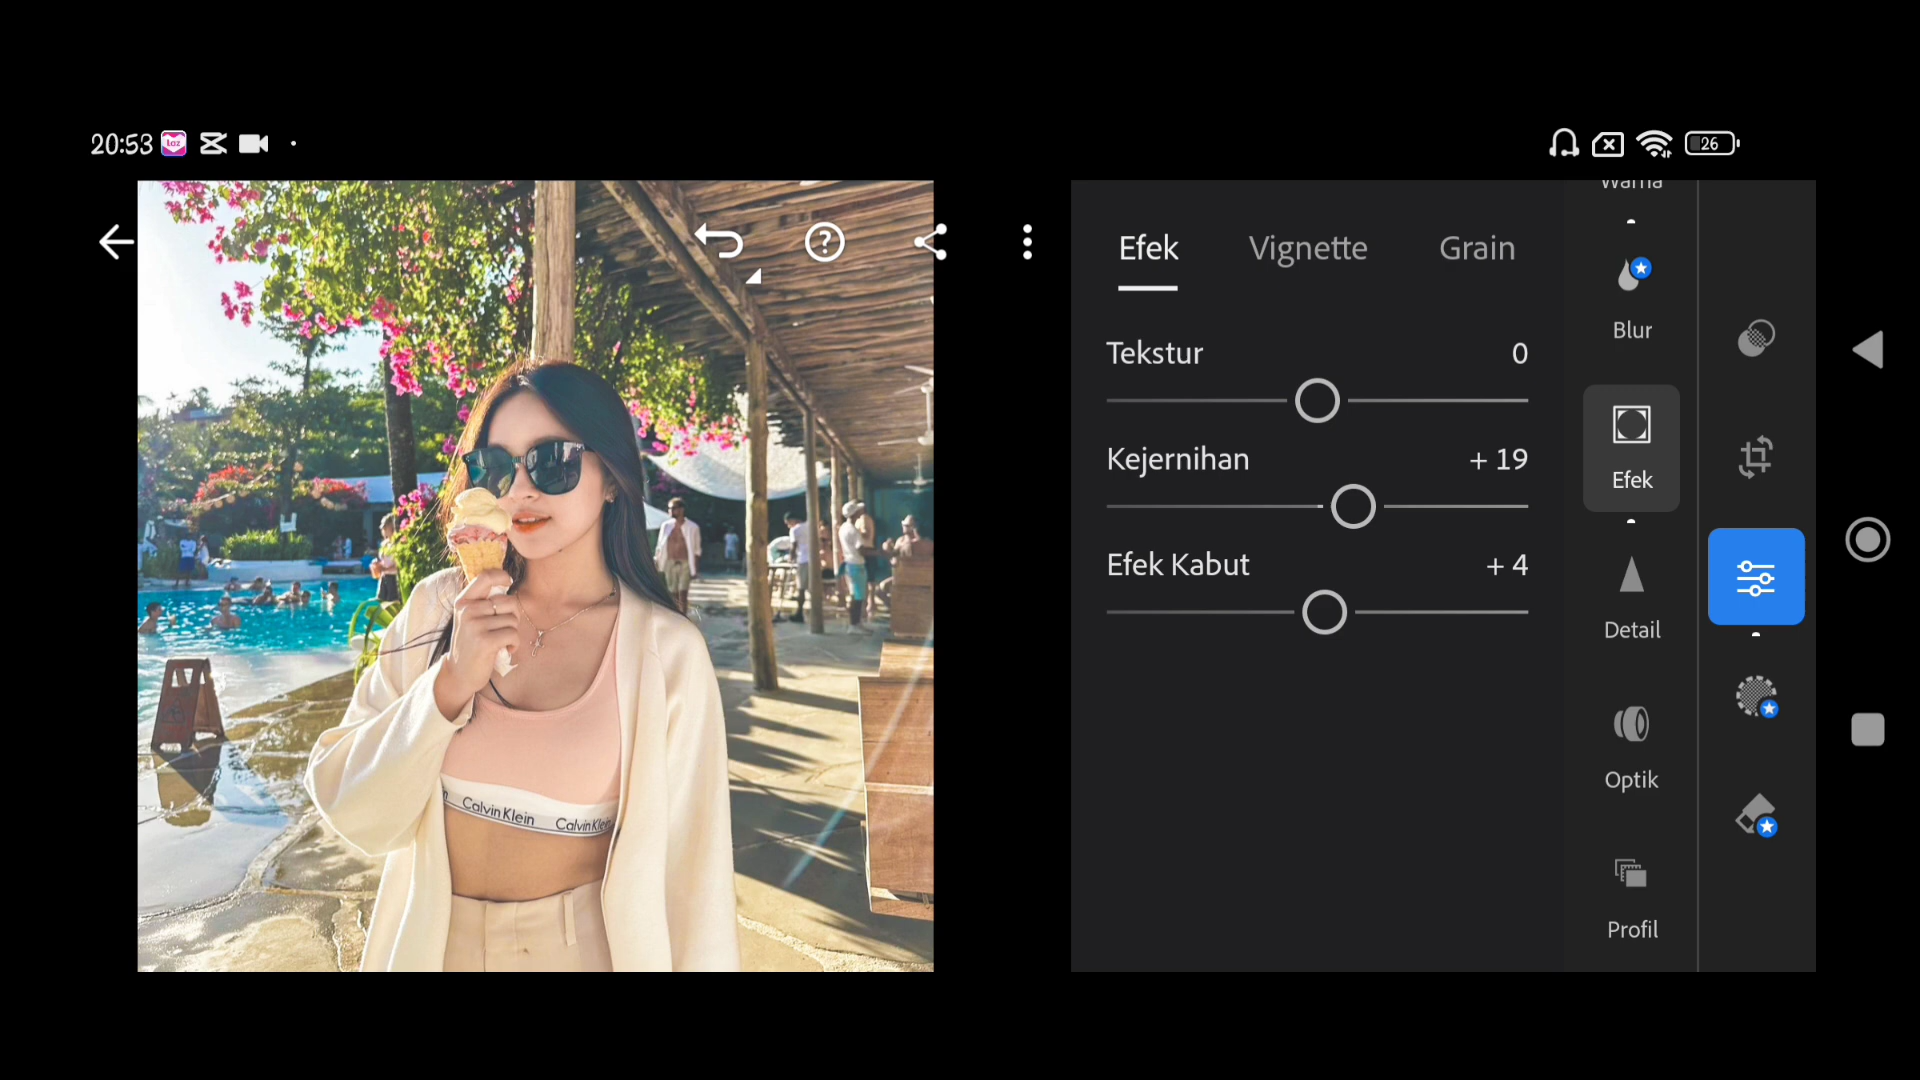 20:53
Laz
26
Warna
Efek
Vignette
Grain
Tekstur
0
Kejernihan
+ 19
Efek Kabut
+ 4
Blur
Efek
Detail
Optik
Profil
Calvin Klein
Calvin Klein